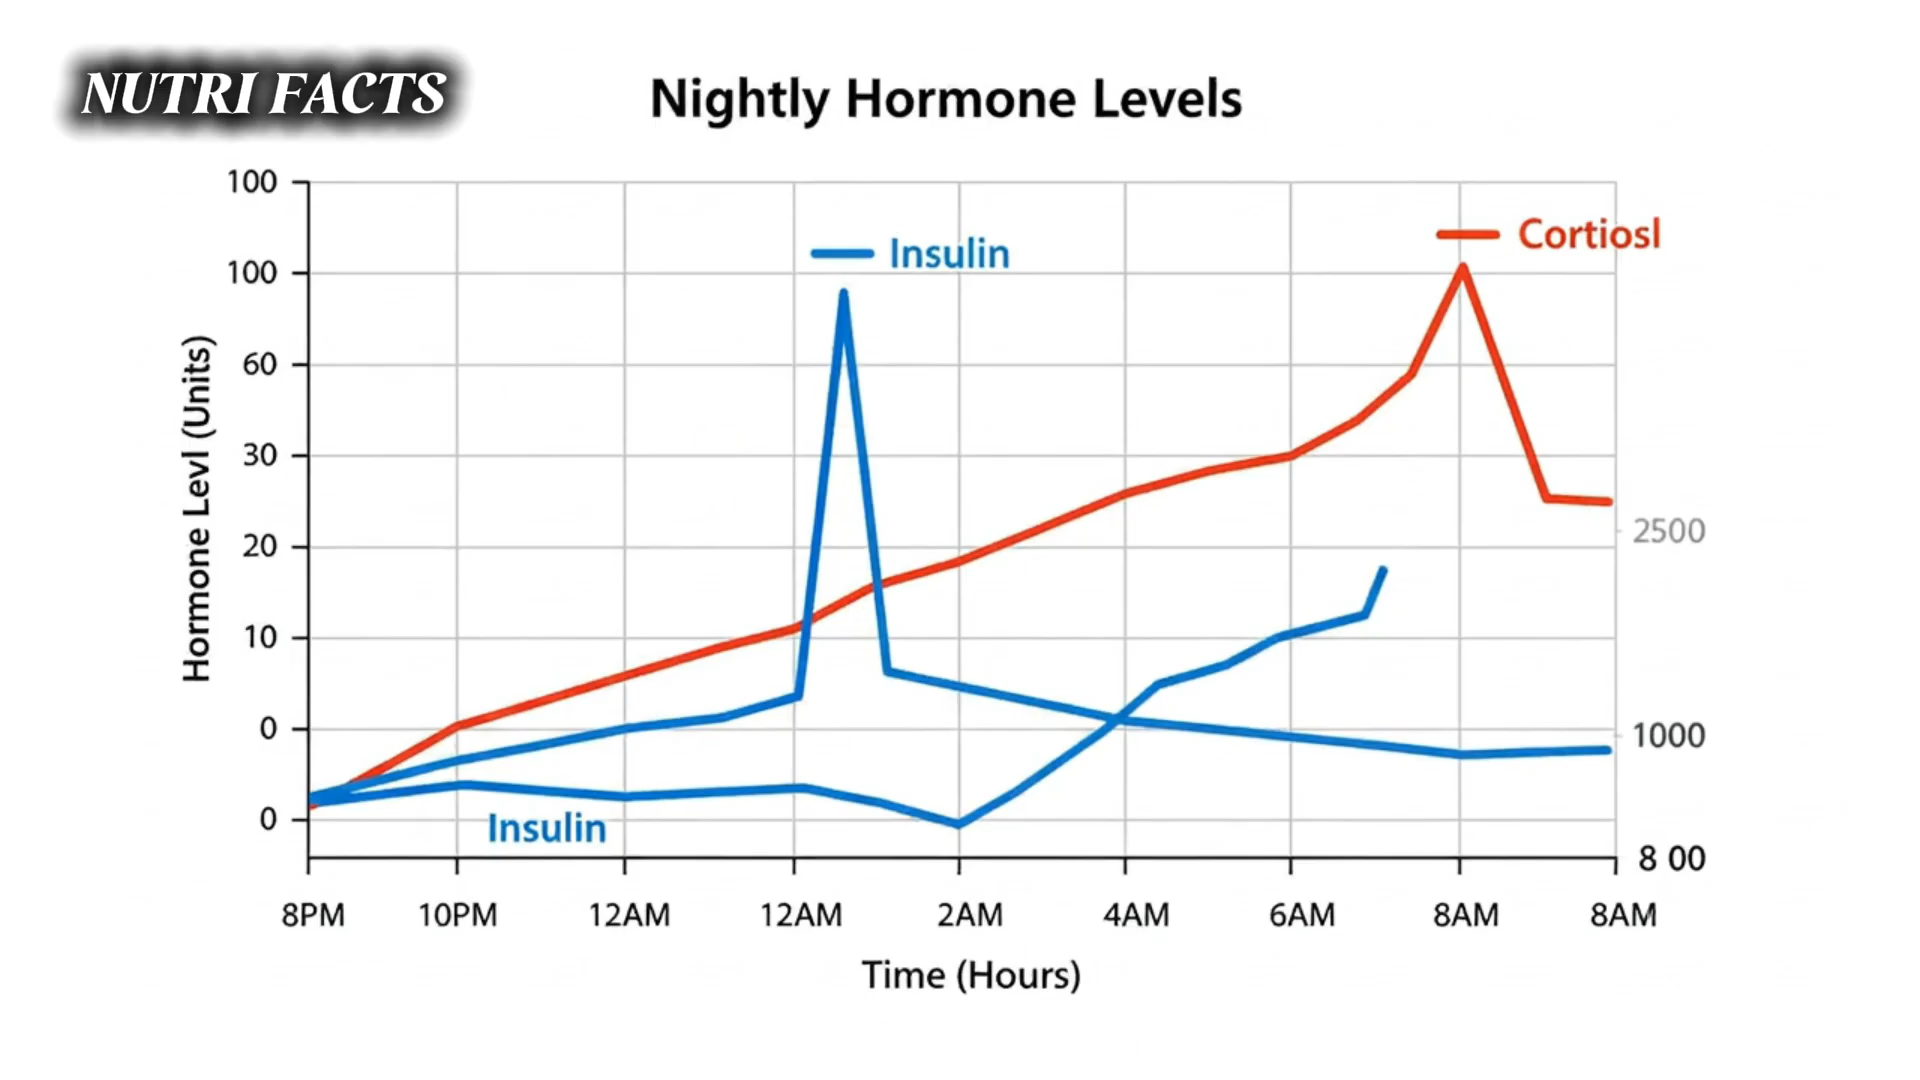 NUTRI FACTS
Nightly Hormone Levels
100
100
60
30
20
10
0
0
Hormone Levl (Units)
Insulin
Cortiosl
Insulin
2500
1000
8 00
8PM 10PM 12AM 12AM 2AM 4AM 6AM 8AM 8AM
Time (Hours)